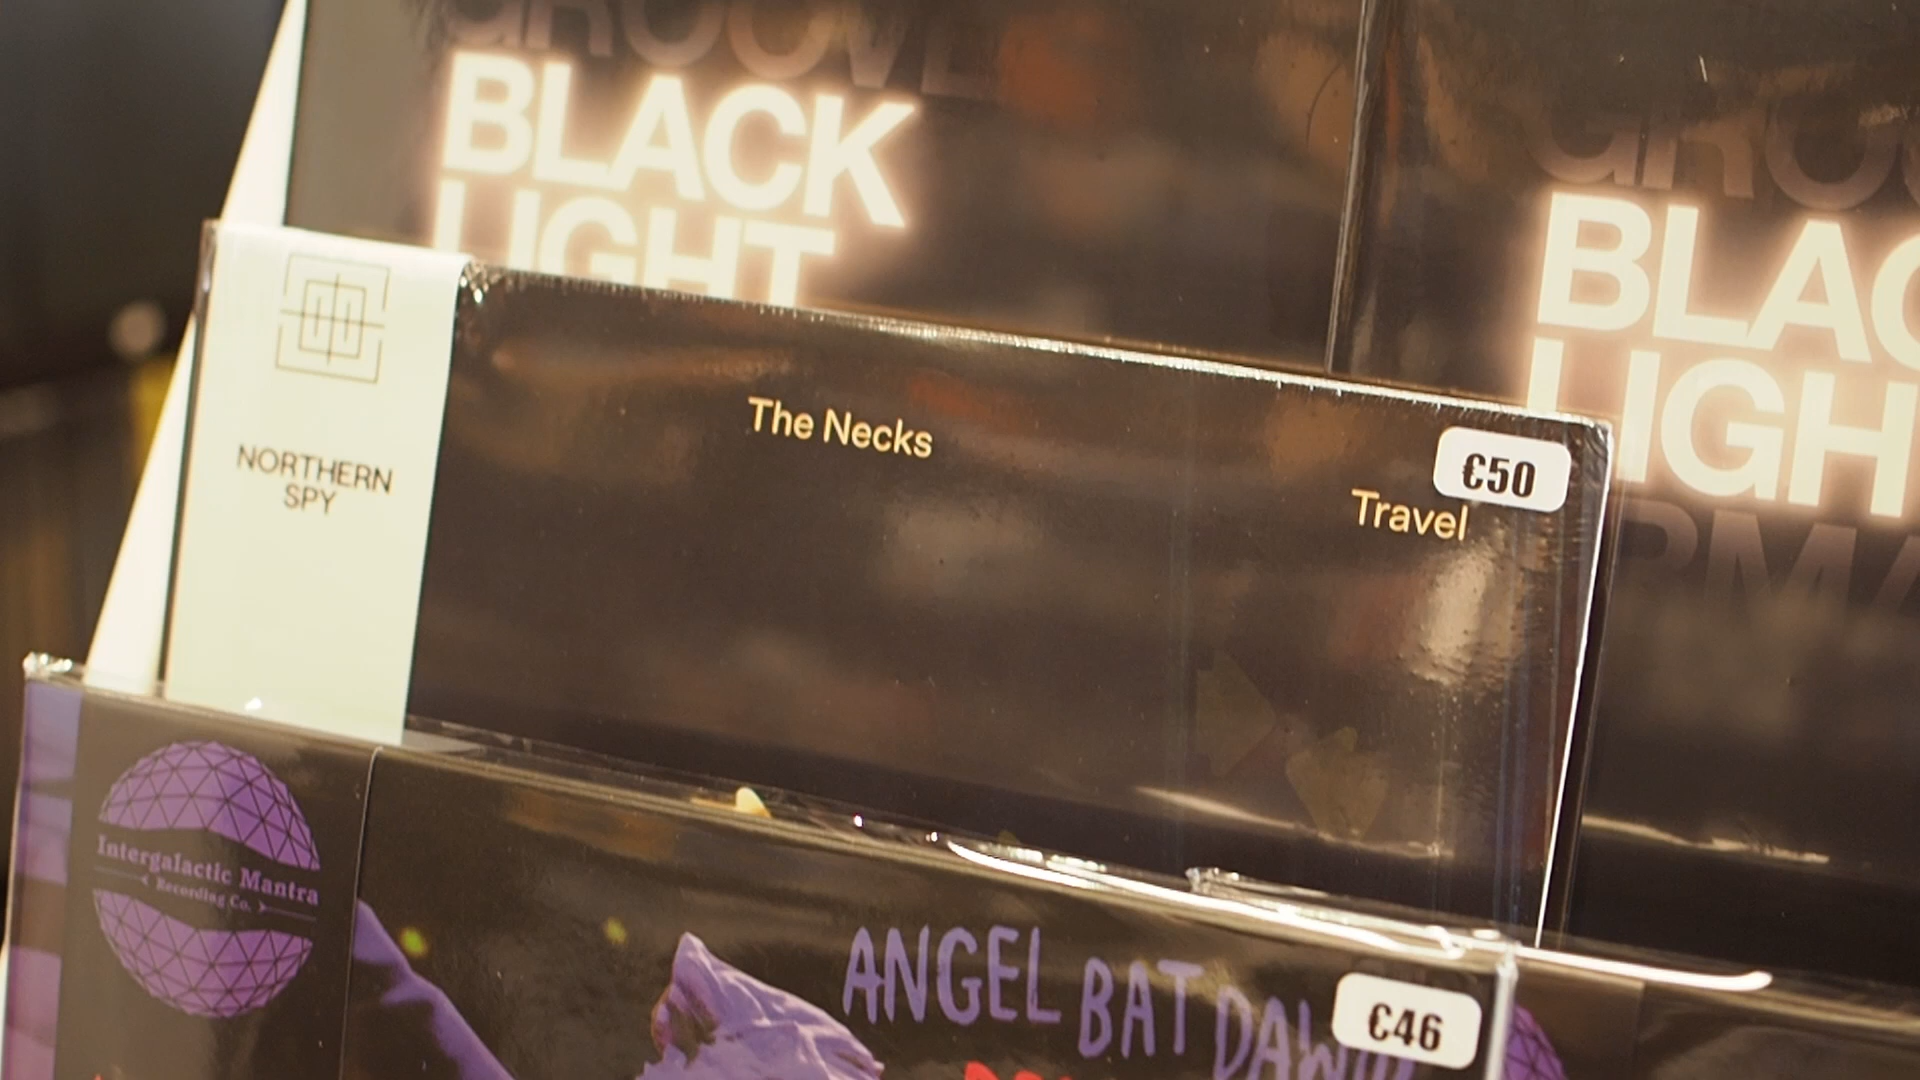 GROOVE
BLACK
LIGHT
BLAC
LIGH
RMA
NORTHERN
SPY
The Necks
€50
Travel
Intergalactic Mantra
Recording Co.
ANGEL BAT DAWID
€46